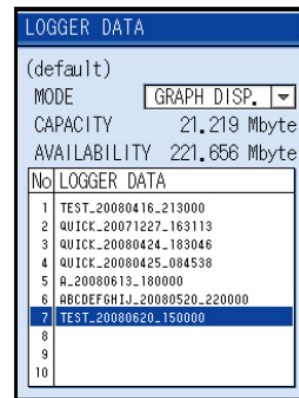 LOGGER DATA
(default)
MODE GRAPH DISP.
CAPACITY 21.219 Mbyte
AVAILABILITY 221.656 Mbyte
No LOGGER DATA
1 TEST_20080416_213000
2 QUICK_20071227_163113
3 QUICK_20080424_183046
4 QUICK_20080425_084538
5 A_20080613_180000
6 ABCDEFGHIJ_20080520_220000
7 TEST_20080620_150000
8
9
10